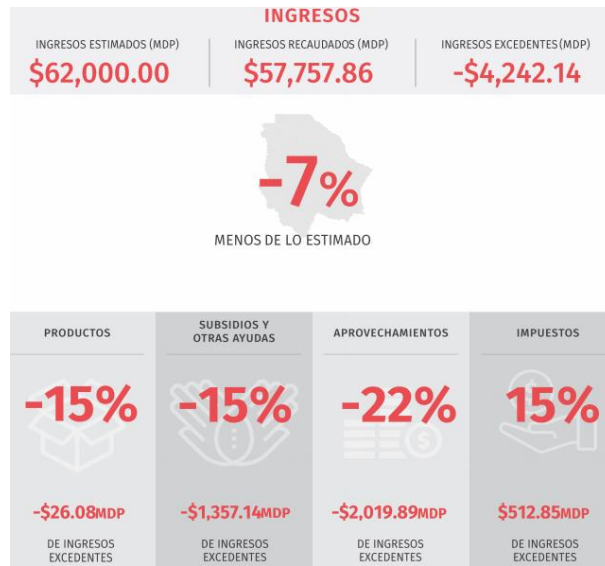 INGRESOS
INGRESOS ESTIMADOS (MDP)
$62,000.00
INGRESOS RECAUDADOS (MDP)
$57,757.86
INGRESOS EXCEDENTES (MDP)
-$4,242.14
-7%
MENOS DE LO ESTIMADO
PRODUCTOS
-15%
-$26.08MDP
DE INGRESOS
EXCEDENTES
SUBSIDIOS Y
OTRAS AYUDAS
-15%
-$1,357.14MDP
DE INGRESOS
EXCEDENTES
APROVECHAMIENTOS
-22%
-$2,019.89MDP
DE INGRESOS
EXCEDENTES
IMPUESTOS
15%
$512.85MDP
DE INGRESOS
EXCEDENTES